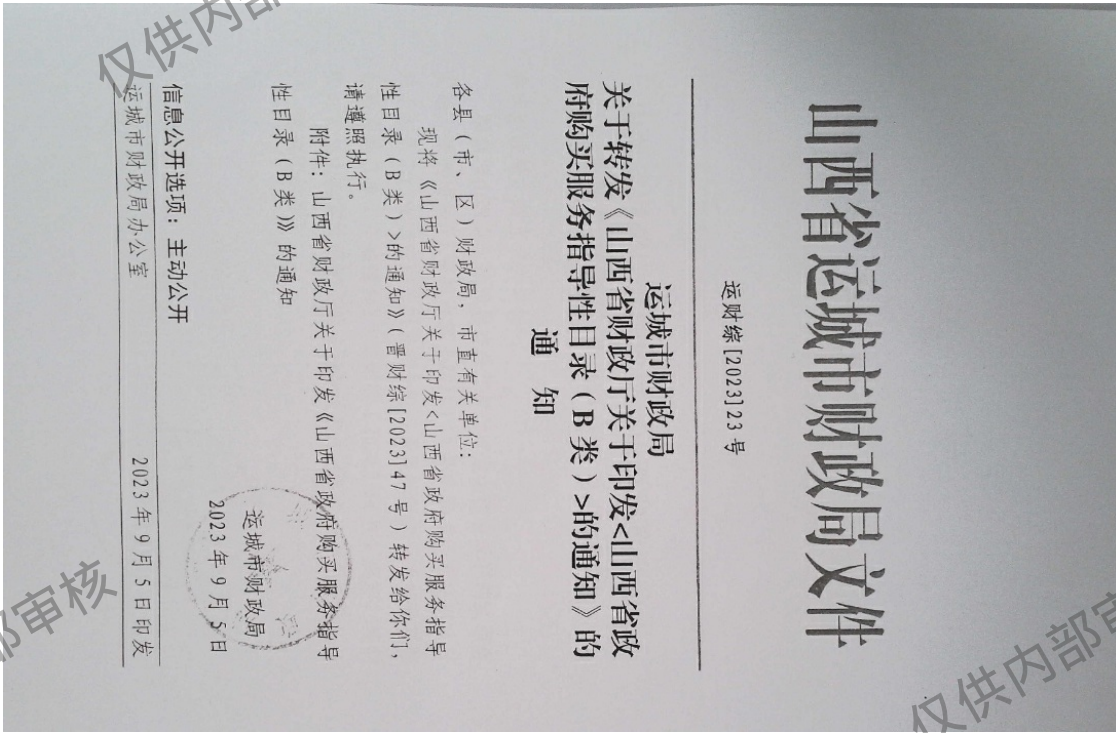 山西省运城市财政局文件
运财综[2023]23号
运城市财政局
关于转发《山西省财政厅关于印发<山西省政
府购买服务指导性目录（B类）>的通知》的
通 知
各县（市、区）财政局，市直有关单位：
现将《山西省财政厅关于印发<山西省政府购买服务指导
性目录（B类）>的通知》（晋财综[2023]47号）转发给你们，
请遵照执行。
附件：山西省财政厅关于印发《山西省政府购买服务指导
性目录（B类）》的通知
运城市财政局
2023年9月5日
信息公开选项：主动公开
运城市财政局办公室 2023年9月5日印发
仅供内部
部审核
仅供内部审